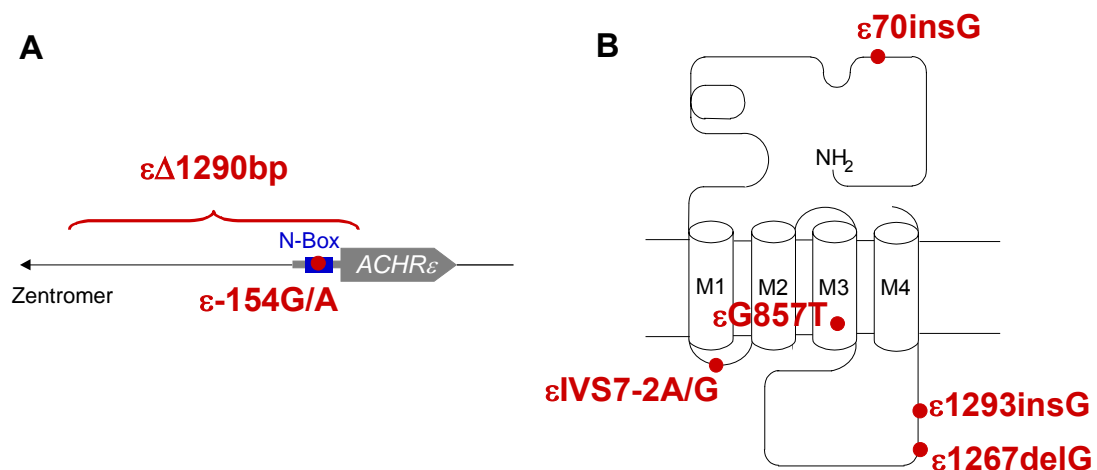 A
εΔ1290bp
N-Box
ACHRε
Zentromer
ε-154G/A
B
ε70insG
NH2
M1
M2
M3
M4
εG857T
εIVS7-2A/G
ε1293insG
ε1267delG